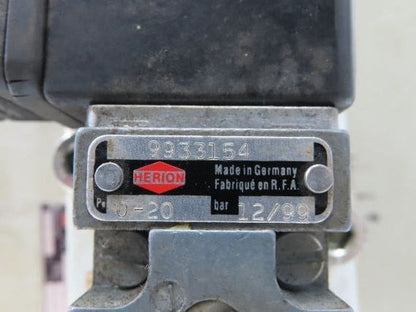 9933154
HERION
Made in Germany
Fabriqué en R.F.A.
Pe 0-20 bar 12/99